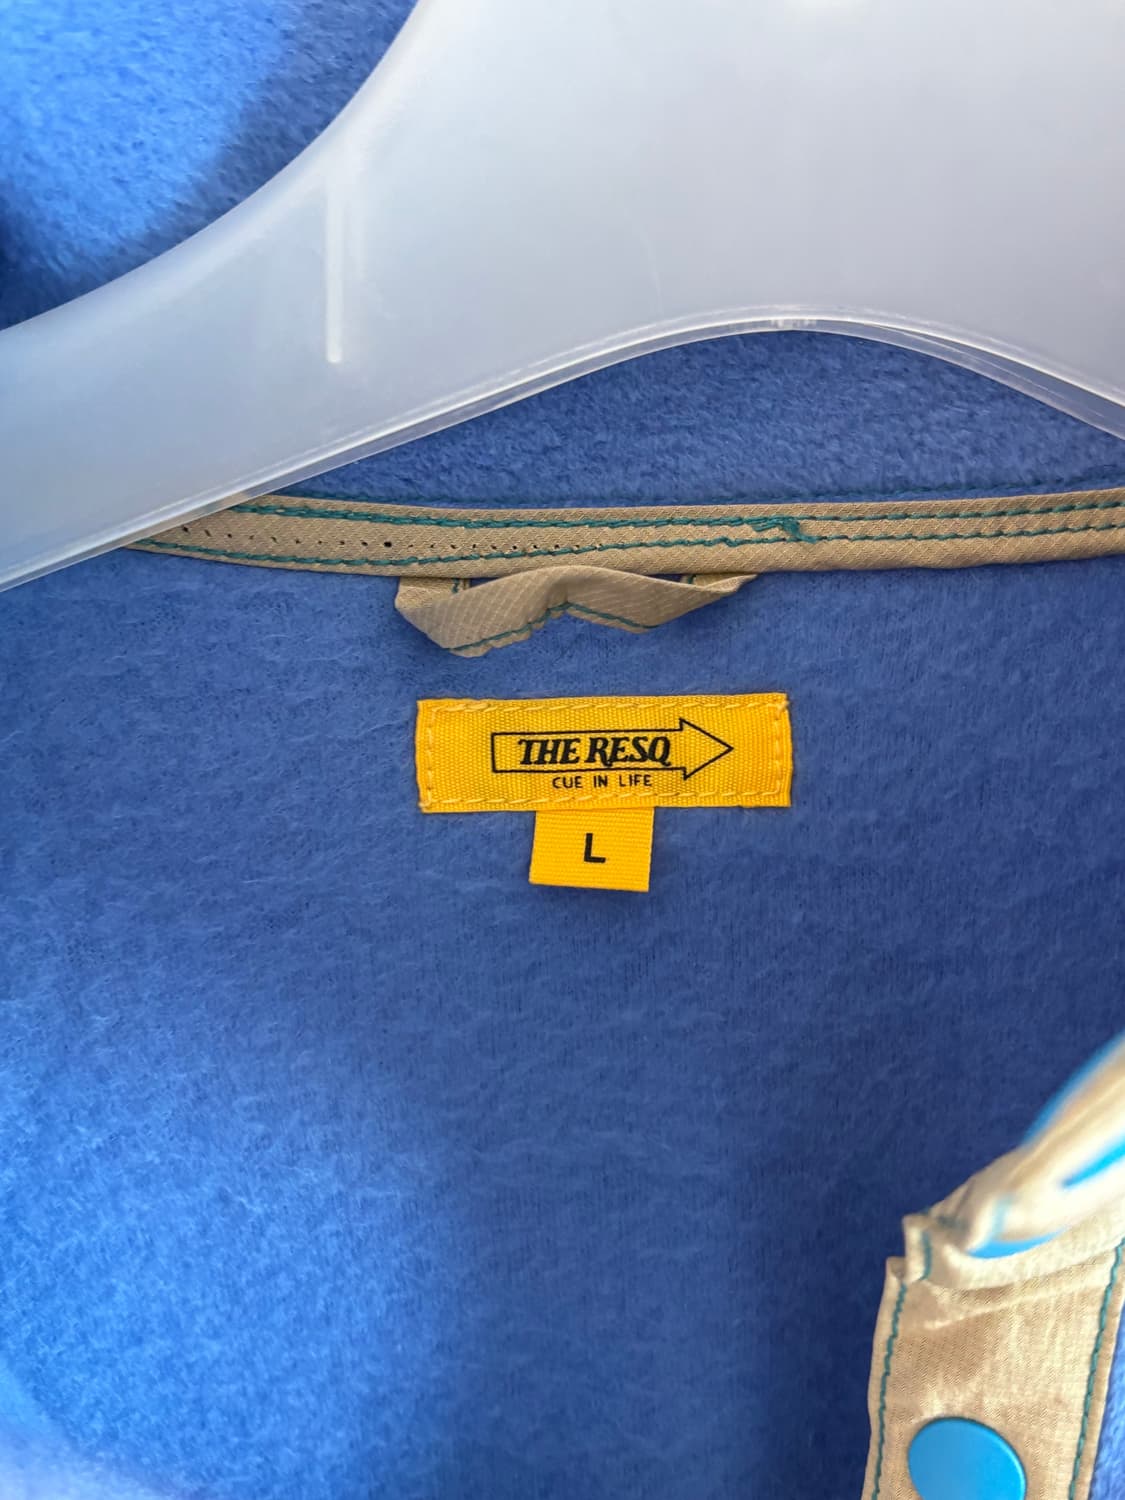 THE RESQ
CUE IN LIFE
L